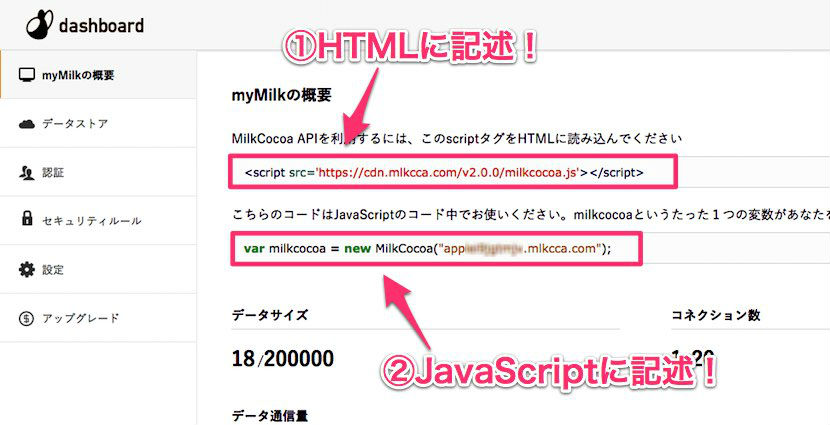 dashboard
①HTMLに記述！
myMilkの概要
データストア
認証
セキュリティルール
設定
アップグレード
myMilkの概要
MilkCocoa APIを利用するには、このscriptタグをHTMLに読み込んでください
<script src='https://cdn.mlkcca.com/v2.0.0/milkcocoa.js'></script>
こちらのコードはJavaScriptのコード中でお使いください。milkcocoaというたった１つの変数があなたを
var milkcocoa = new MilkCocoa("app .mlkcca.com");
データサイズ
コネクション数
18/200000
20
②JavaScriptに記述！
データ通信量